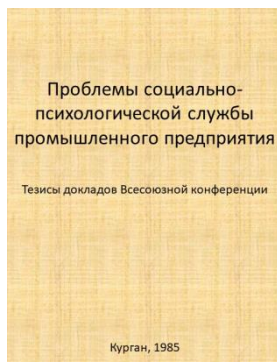 Проблемы социально-
психологической службы
промышленного предприятия
Тезисы докладов Всесоюзной конференции
Курган, 1985